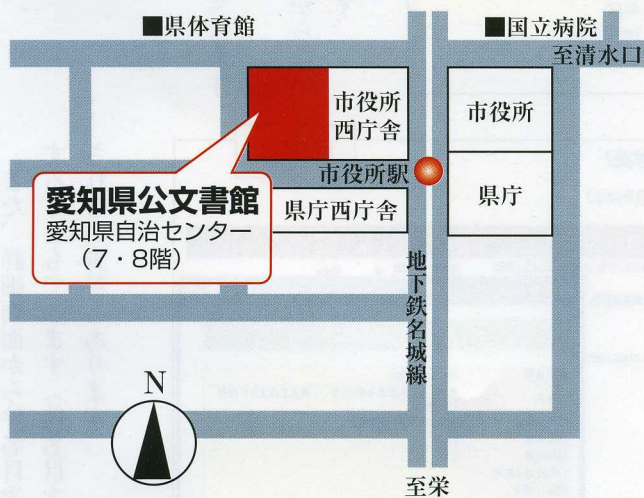 ■県体育館
■国立病院
至清水口
市役所
西庁舎
市役所
市役所駅
県庁
愛知県公文書館
愛知県自治センター
(7・8階)
県庁西庁舎
地下鉄名城線
N
至栄